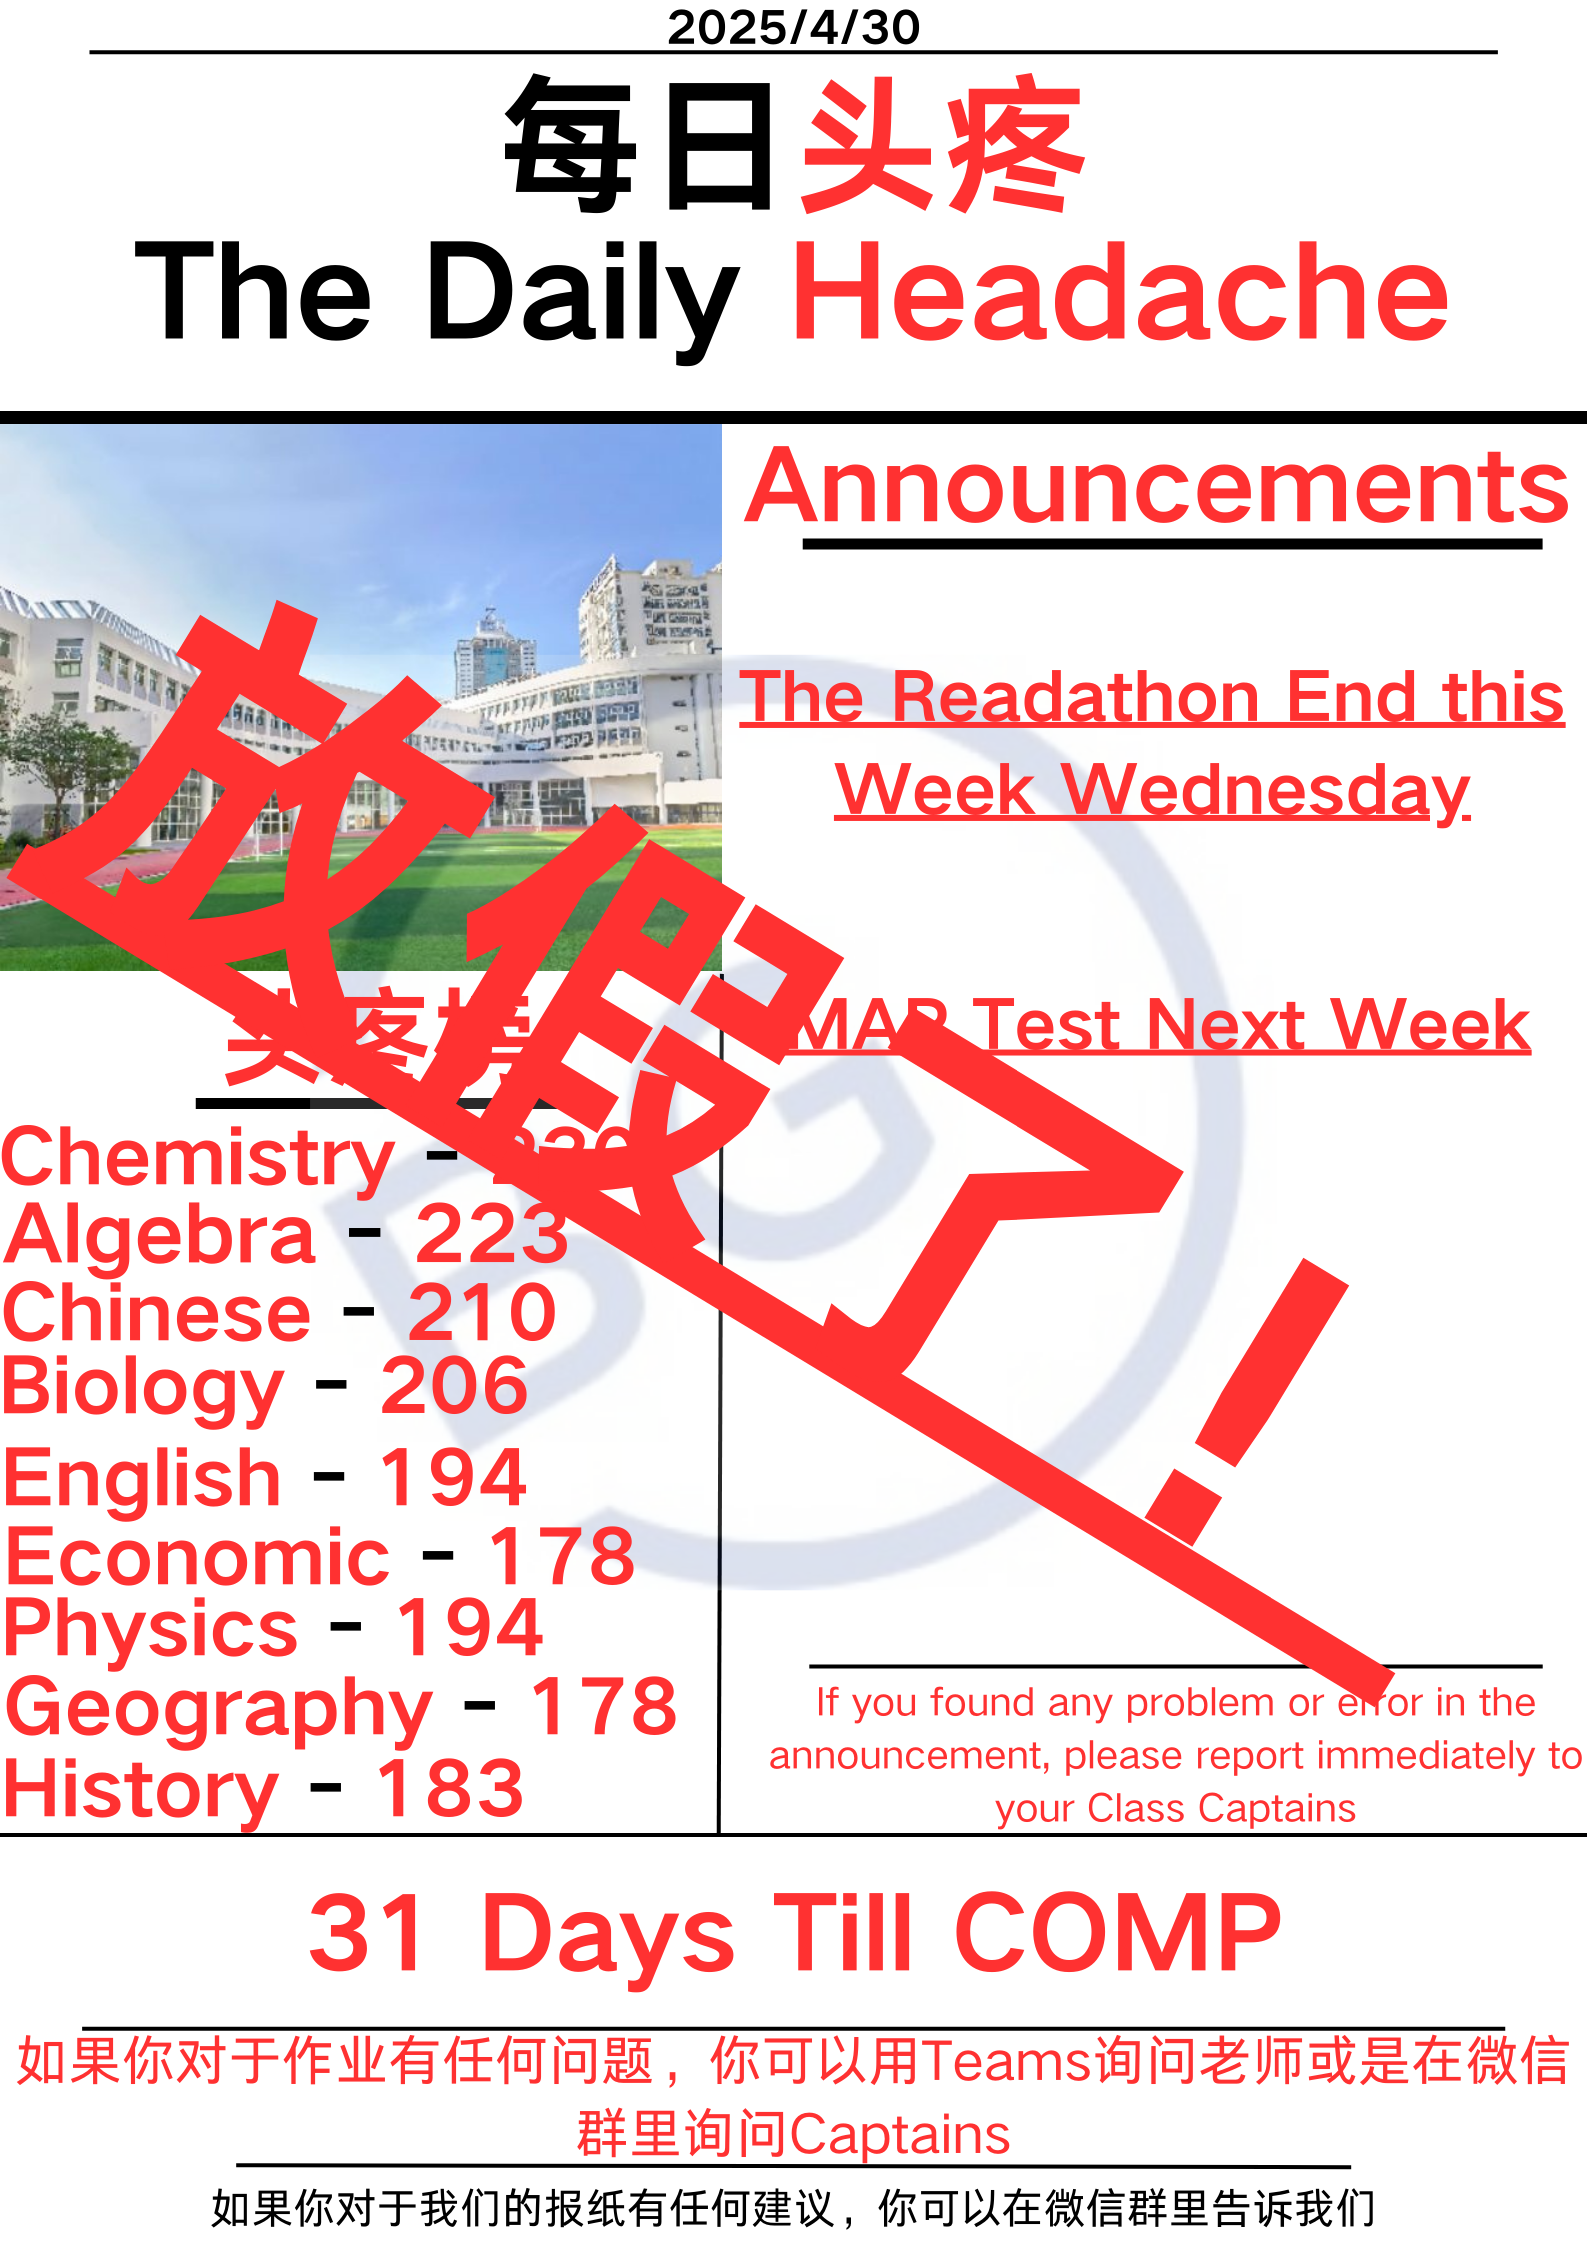 2025/4/30
每日头疼
The Daily Headache
Announcements
The Readathon End this
Week Wednesday
MAP Test Next Week
放假了!
头疼榜
Chemistry -
Algebra - 223
Chinese - 210
Biology - 206
English - 194
Economic - 178
Physics - 194
Geography - 178
History - 183
BG
If you found any problem or error in the
announcement, please report immediately to
your Class Captains
31 Days Till COMP
如果你对于作业有任何问题，你可以用Teams询问老师或是在微信
群里询问Captains
如果你对于我们的报纸有任何建议，你可以在微信群里告诉我们